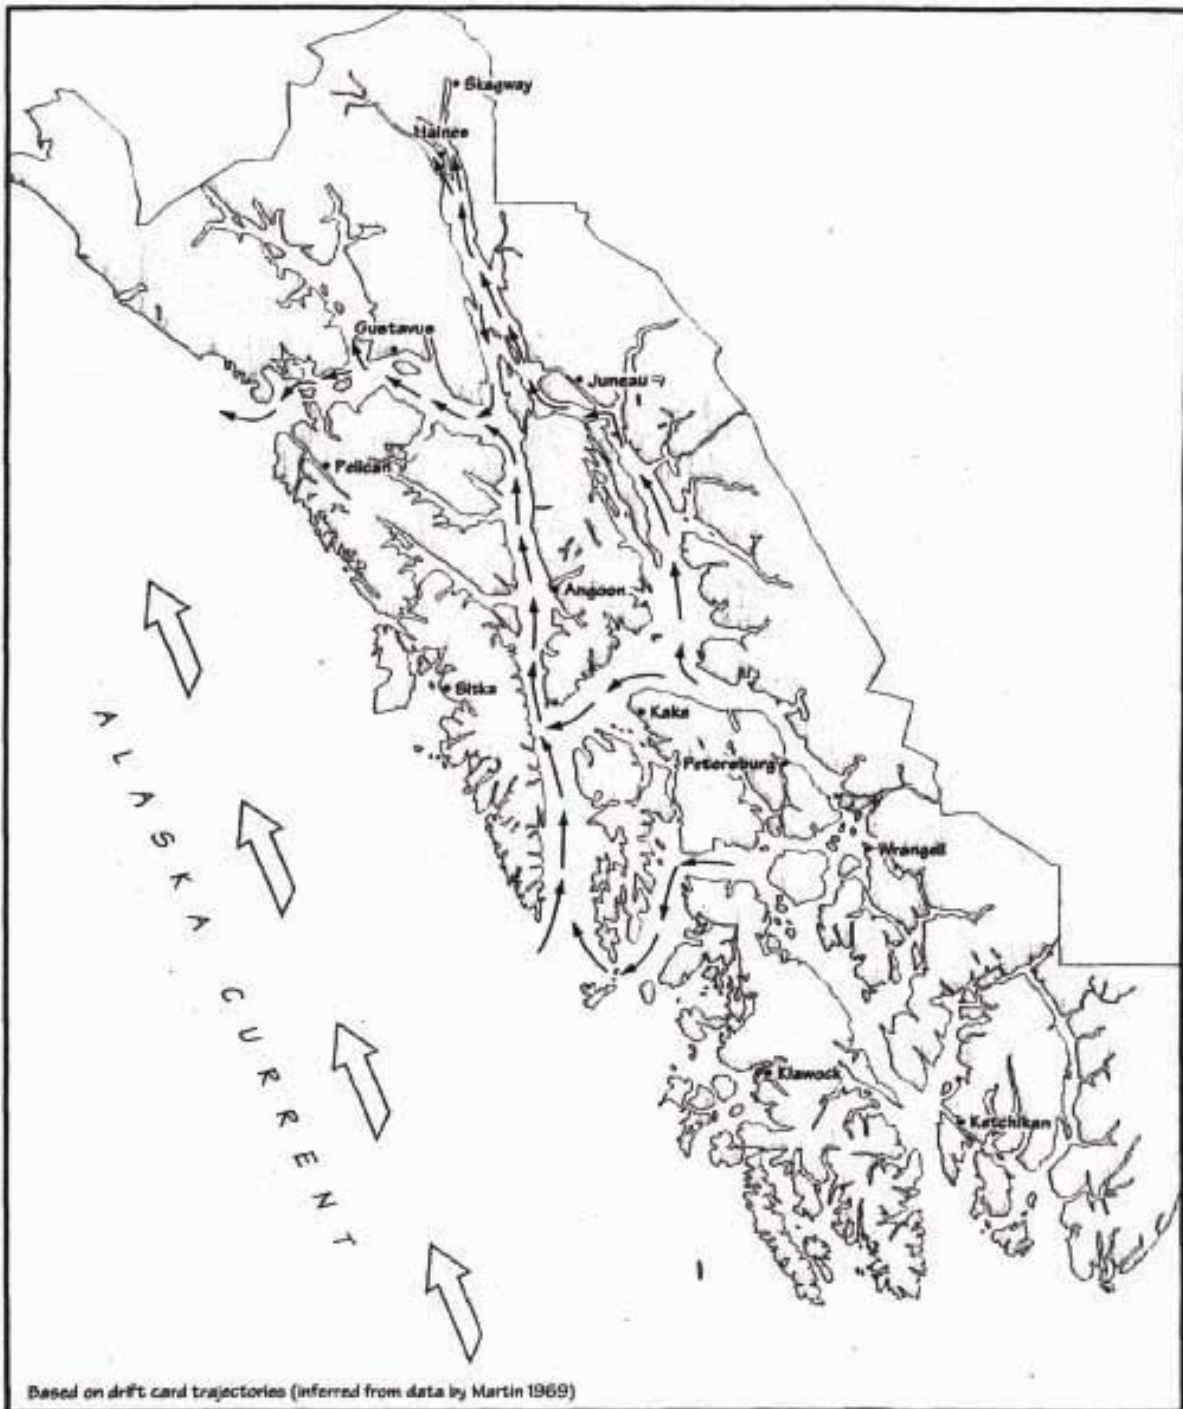 Skagway
Haines
Gustavus
Juneau
Pelican
Angoon
Sitka
Kake
Petersburg
Wrangell
ALASKA CURRENT
Klawock
Ketchikan
Based on drift card trajectories (inferred from data by Martin 1969)